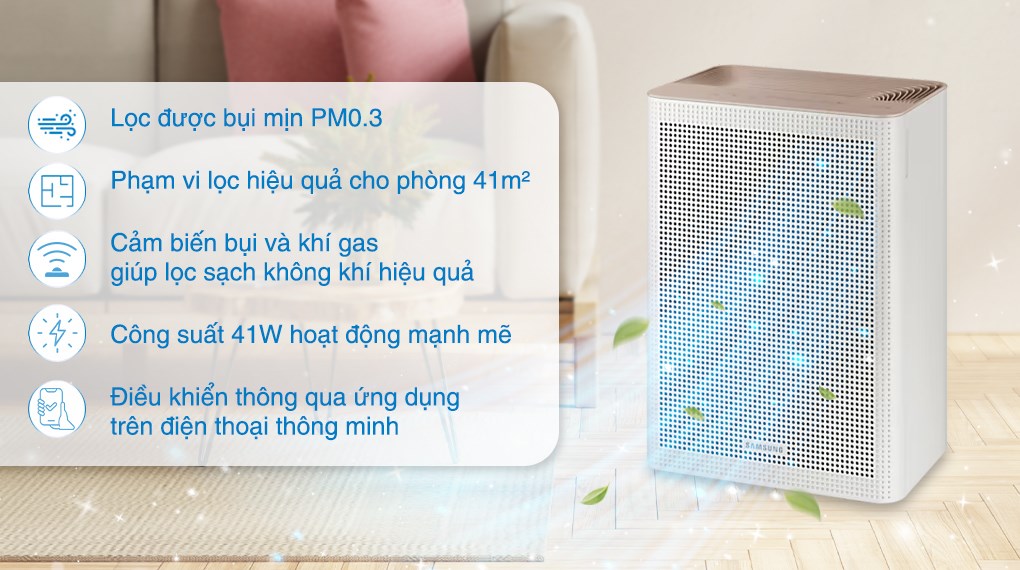 Lọc được bụi mịn PM0.3
Phạm vi lọc hiệu quả cho phòng 41m²
Cảm biến bụi và khí gas
giúp lọc sạch không khí hiệu quả
Công suất 41W hoạt động mạnh mẽ
Điều khiển thông qua ứng dụng
trên điện thoại thông minh
SAMSUNG